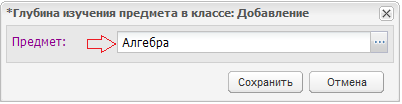 *Глубина изучения предмета в классе: Добавление
Предмет: Алгебра ...
Сохранить Отмена